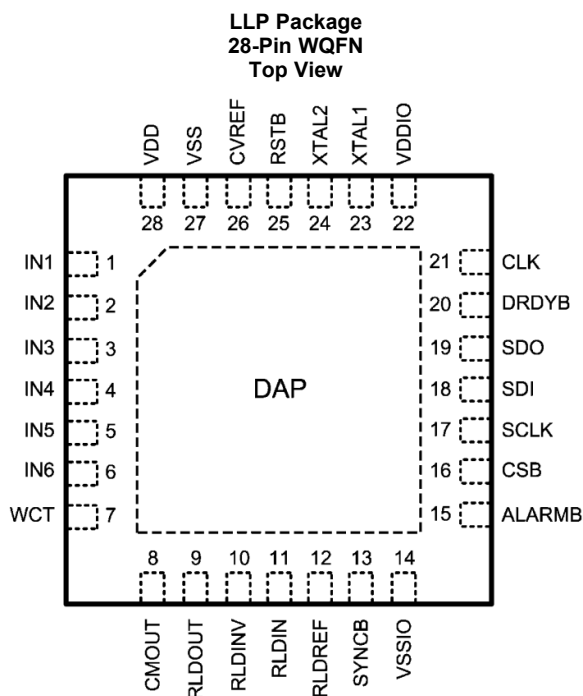 LLP Package
28-Pin WQFN
Top View
VDD
VSS
CVREF
RSTB
XTAL2
XTAL1
VDDIO
28 27 26 25 24 23 22
IN1 1
IN2 2
IN3 3
IN4 4
IN5 5
IN6 6
WCT 7
DAP
21 CLK
20 DRDYB
19 SDO
18 SDI
17 SCLK
16 CSB
15 ALARMB
8 9 10 11 12 13 14
CMOUT
RLDOUT
RLDINV
RLDIN
RLDREF
SYNCB
VSSIO